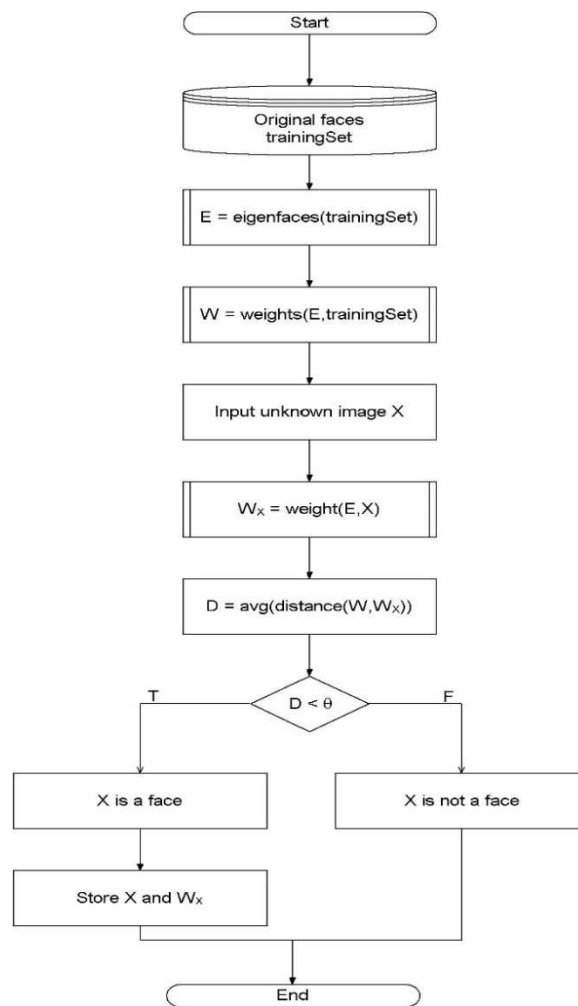 Start
Original faces
trainingSet
E = eigenfaces(trainingSet)
W = weights(E,trainingSet)
Input unknown image X
Wₓ = weight(E,X)
D = avg(distance(W,Wₓ))
D < θ
T
F
X is a face
X is not a face
Store X and Wₓ
End